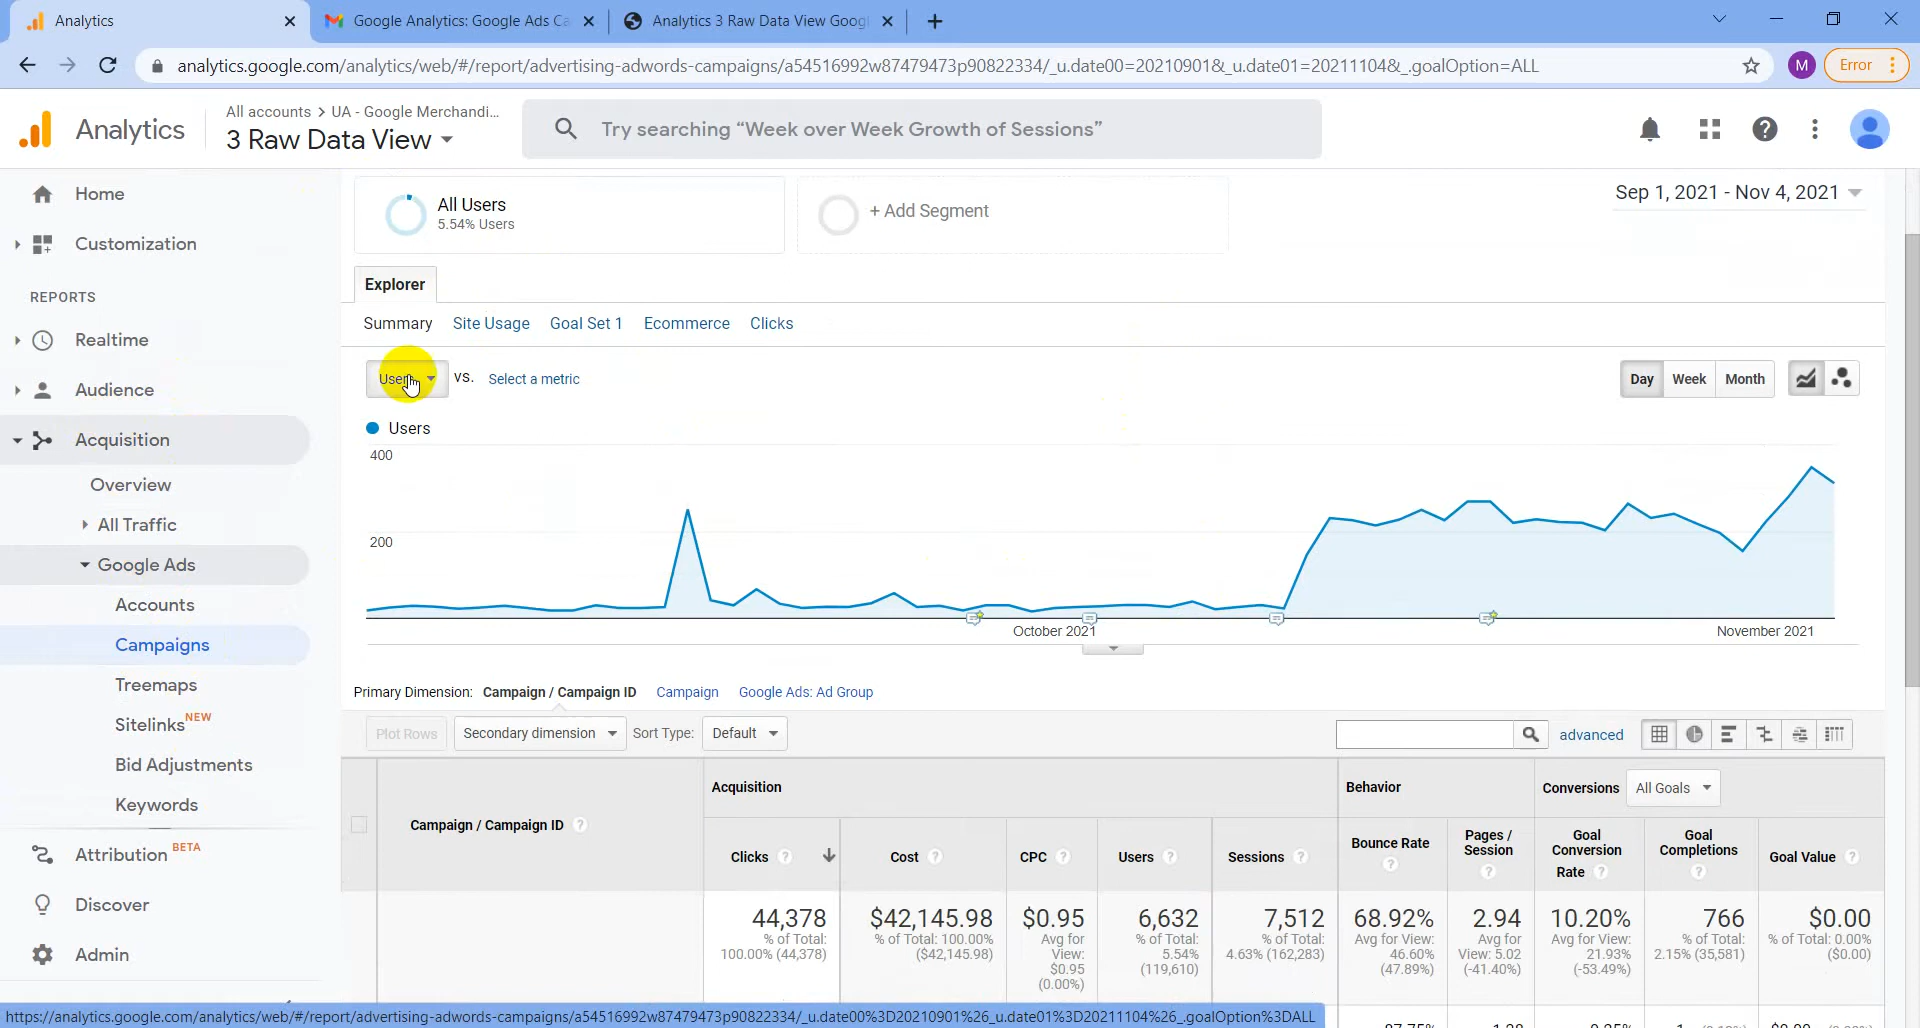 Analytics
Google Analytics: Google Ads Ca
Analytics 3 Raw Data View Goog
analytics.google.com/analytics/web/#/report/advertising-adwords-campaigns/a54516992w87479473p90822334/_u.date00=20210901&_u.date01=20211104&_.goalOption=ALL
M
Error
Analytics
All accounts > UA - Google Merchandi...
3 Raw Data View
Try searching “Week over Week Growth of Sessions”
Home
Customization
REPORTS
Realtime
Audience
Acquisition
Overview
All Traffic
Google Ads
Accounts
Campaigns
Treemaps
Sitelinks NEW
Bid Adjustments
Keywords
Attribution BETA
Discover
Admin
All Users
5.54% Users
+ Add Segment
Sep 1, 2021 - Nov 4, 2021
Explorer
Summary Site Usage Goal Set 1 Ecommerce Clicks
Users VS. Select a metric
Day Week Month
Users
400
200
October 2021
November 2021
Primary Dimension: Campaign / Campaign ID Campaign Google Ads: Ad Group
Plot Rows Secondary dimension Sort Type: Default
advanced
Acquisition Behavior Conversions All Goals
Campaign / Campaign ID ?
Clicks ? Cost ? CPC ? Users ? Sessions ? Bounce Rate ? Pages / Session ? Goal Conversion Rate ? Goal Completions ? Goal Value ?
44,378
% of Total:
100.00% (44,378)
$42,145.98
% of Total: 100.00%
($42,145.98)
$0.95
Avg for
View:
$0.95
(0.00%)
6,632
% of Total:
5.54%
(119,610)
7,512
% of Total:
4.63% (162,283)
68.92%
Avg for View:
46.60%
(47.89%)
2.94
Avg for
View: 5.02
(-41.40%)
10.20%
Avg for View:
21.93%
(-53.49%)
766
% of Total:
2.15% (35,581)
$0.00
% of Total: 0.00%
($0.00)
https://analytics.google.com/analytics/web/#/report/advertising-adwords-campaigns/a54516992w87479473p90822334/_u.date00%3D20210901%26_u.date01%3D20211104%26_.goalOption%3DALL